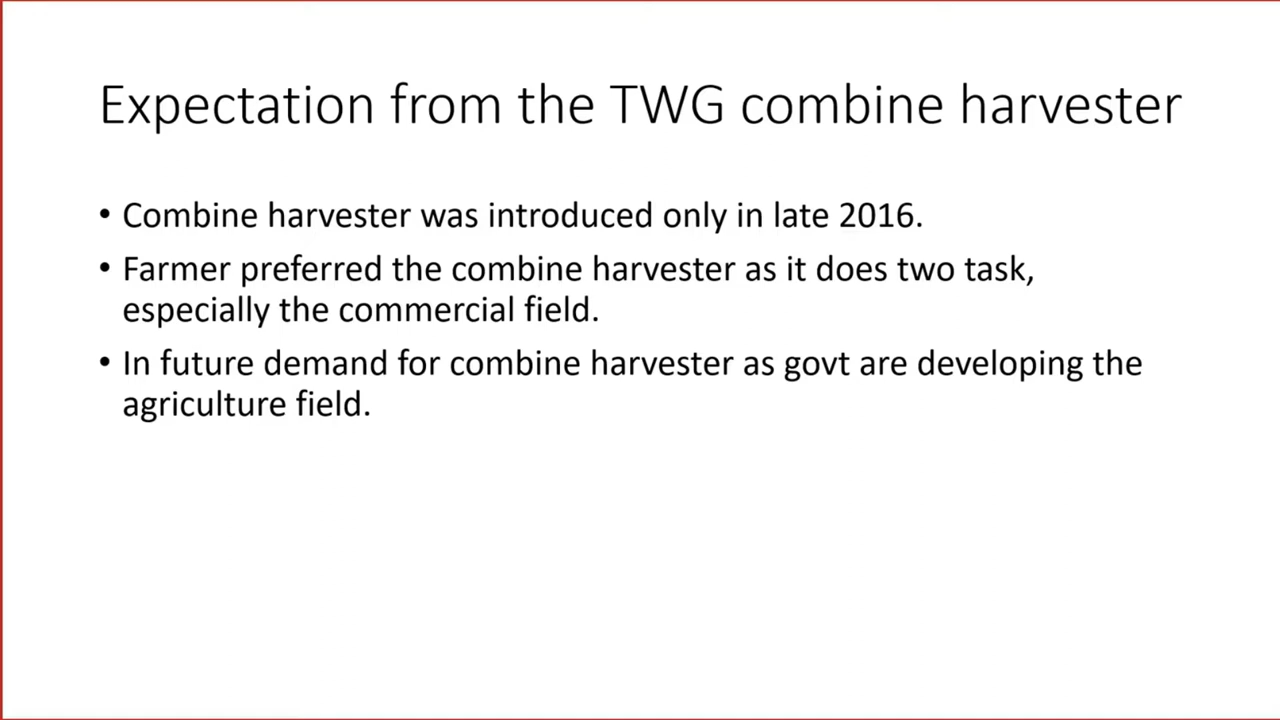 Expectation from the TWG combine harvester
• Combine harvester was introduced only in late 2016.
• Farmer preferred the combine harvester as it does two task,
especially the commercial field.
• In future demand for combine harvester as govt are developing the
agriculture field.